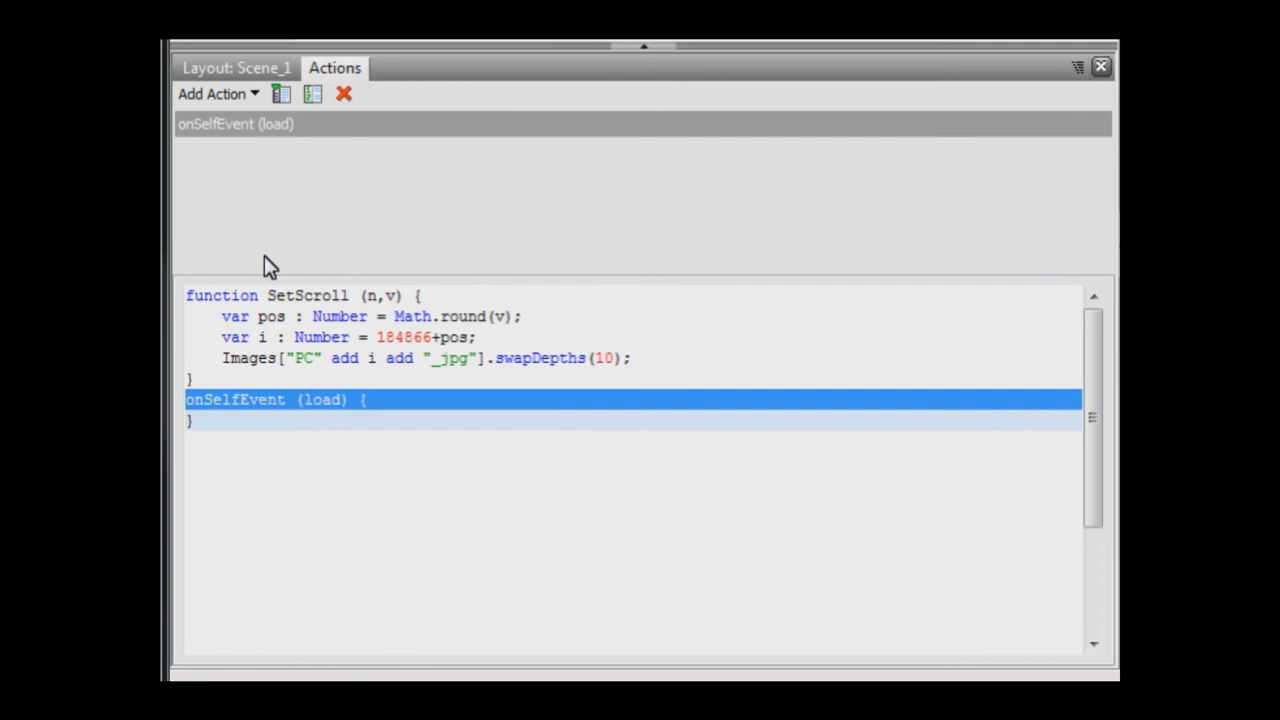 Layout: Scene_1 Actions
Add Action
onSelfEvent (load)
function SetScroll (n,v) {
var pos : Number = Math.round(v);
var i : Number = 184866+pos;
Images["PC" add i add "_jpg"].swapDepths(10);
}
onSelfEvent (load) {
}